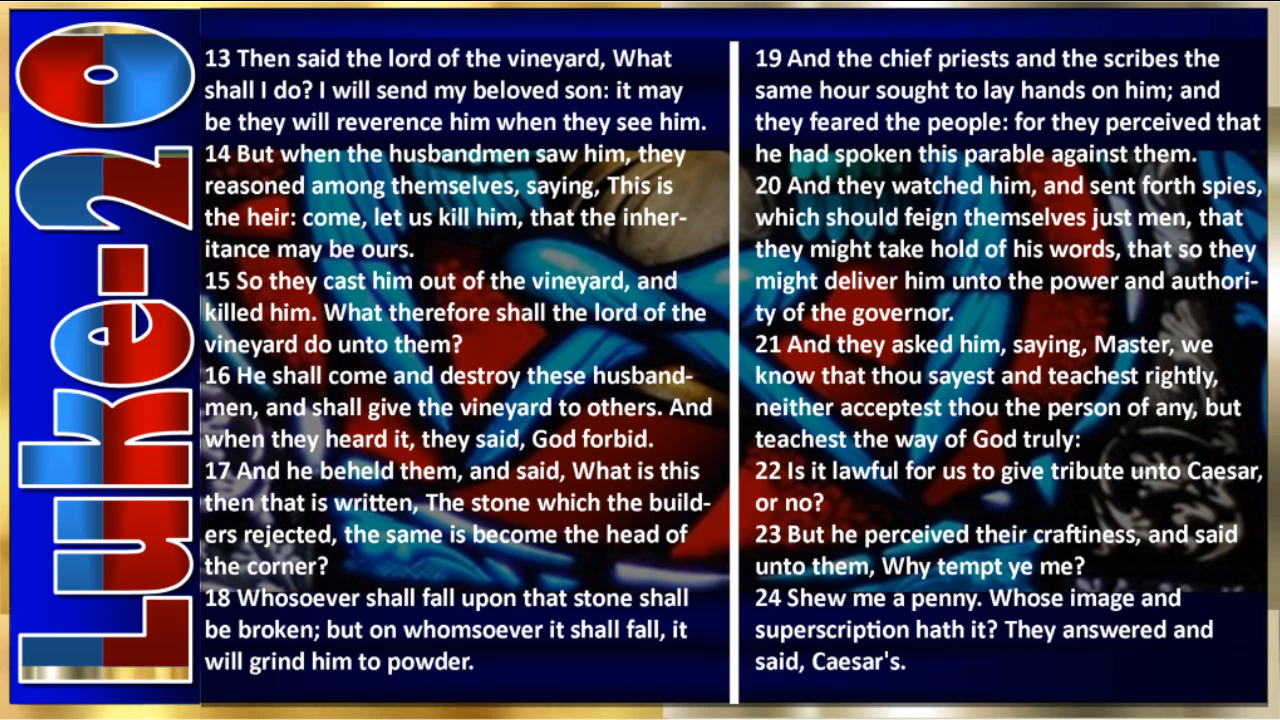 Luke-20
13 Then said the lord of the vineyard, What
shall I do? I will send my beloved son: it may
be they will reverence him when they see him.
14 But when the husbandmen saw him, they
reasoned among themselves, saying, This is
the heir: come, let us kill him, that the inher-
itance may be ours.
15 So they cast him out of the vineyard, and
killed him. What therefore shall the lord of the
vineyard do unto them?
16 He shall come and destroy these husband-
men, and shall give the vineyard to others. And
when they heard it, they said, God forbid.
17 And he beheld them, and said, What is this
then that is written, The stone which the build-
ers rejected, the same is become the head of
the corner?
18 Whosoever shall fall upon that stone shall
be broken; but on whomsoever it shall fall, it
will grind him to powder.
19 And the chief priests and the scribes the
same hour sought to lay hands on him; and
they feared the people: for they perceived that
he had spoken this parable against them.
20 And they watched him, and sent forth spies,
which should feign themselves just men, that
they might take hold of his words, that so they
might deliver him unto the power and authori-
ty of the governor.
21 And they asked him, saying, Master, we
know that thou sayest and teachest rightly,
neither acceptest thou the person of any, but
teachest the way of God truly:
22 Is it lawful for us to give tribute unto Caesar,
or no?
23 But he perceived their craftiness, and said
unto them, Why tempt ye me?
24 Shew me a penny. Whose image and
superscription hath it? They answered and
said, Caesar's.